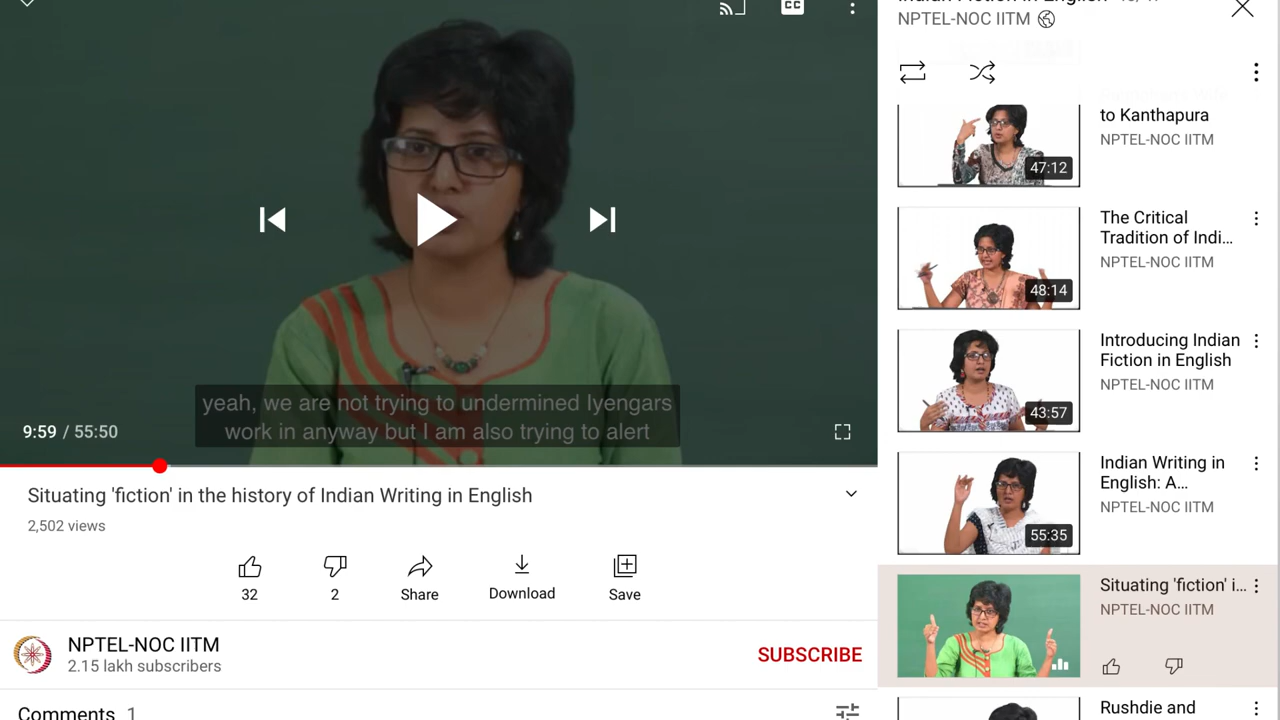 CC
yeah, we are not trying to undermined Iyengars
work in anyway but I am also trying to alert
9:59 / 55:50
Situating 'fiction' in the history of Indian Writing in English
2,502 views
32
2
Share
Download
Save
NPTEL-NOC IITM
2.15 lakh subscribers
SUBSCRIBE
Comments 1
Indian Fiction in English
NPTEL-NOC IITM
to Kanthapura
NPTEL-NOC IITM
47:12
The Critical
Tradition of Indi...
NPTEL-NOC IITM
48:14
Introducing Indian
Fiction in English
NPTEL-NOC IITM
43:57
Indian Writing in
English: A...
NPTEL-NOC IITM
55:35
Situating 'fiction' i...
NPTEL-NOC IITM
Rushdie and